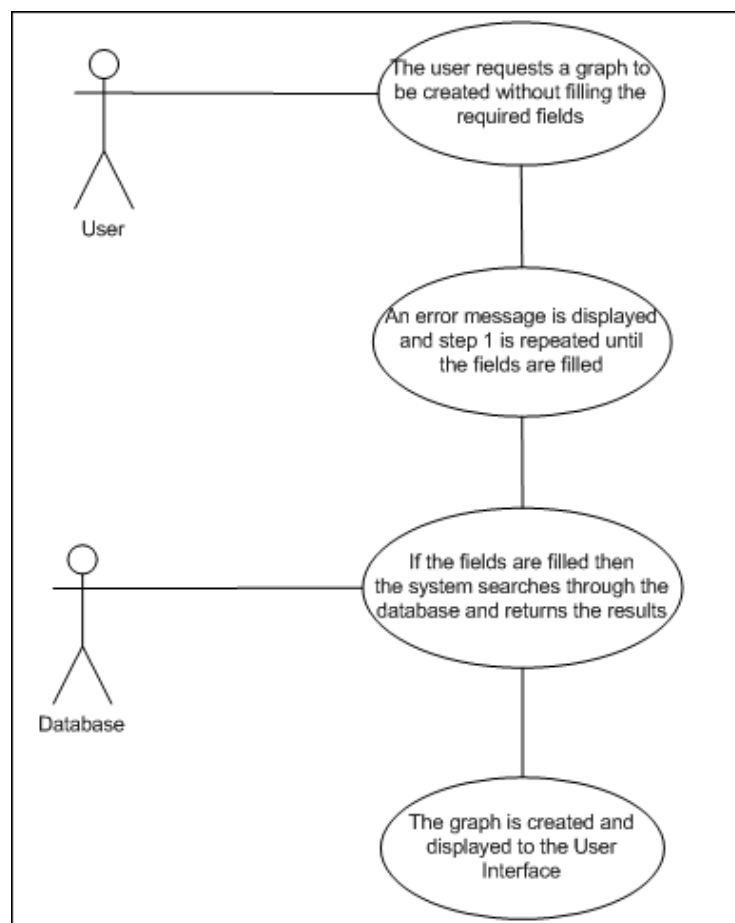 The user requests a graph to
be created without filling the
required fields
User
An error message is displayed
and step 1 is repeated until
the fields are filled
If the fields are filled then
the system searches through the
database and returns the results
Database
The graph is created and
displayed to the User
Interface